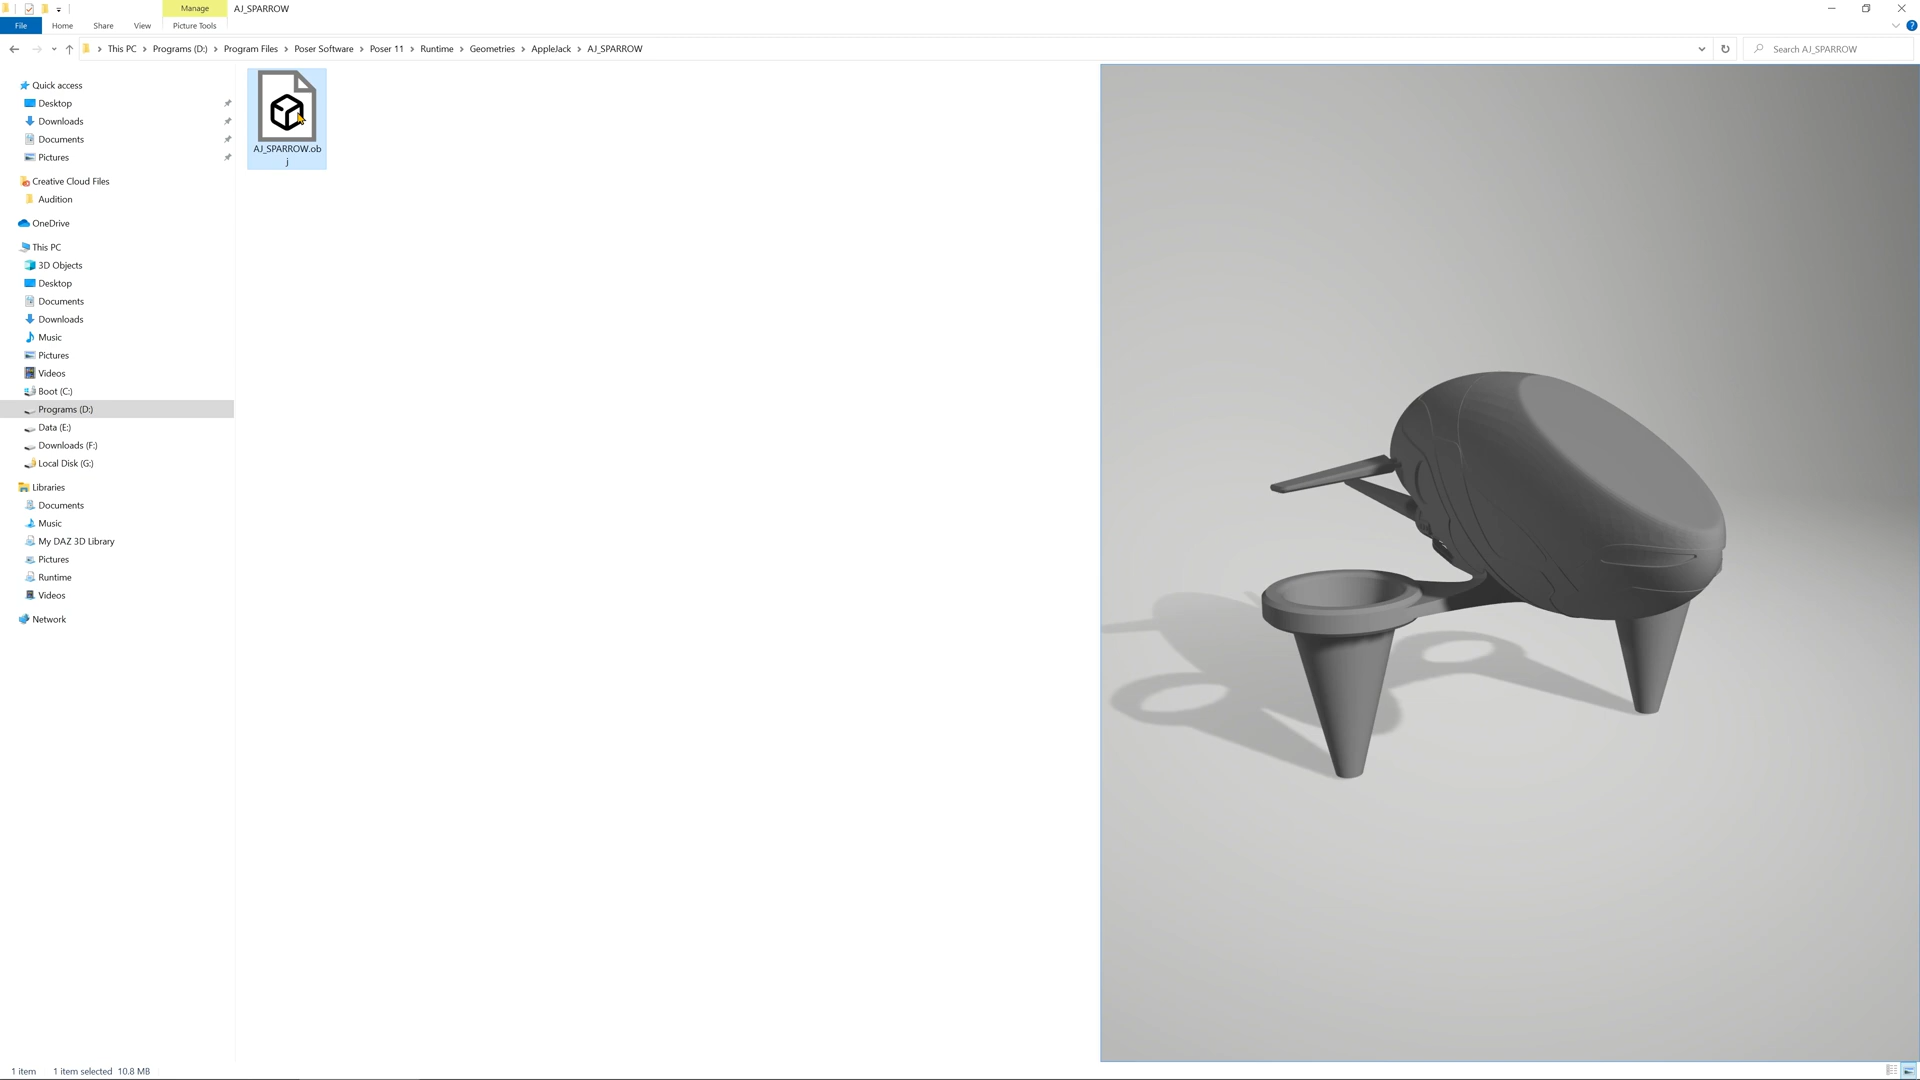 Manage
AJ_SPARROW
File
Home
Share
View
Picture Tools
This PC
Programs (D:)
Program Files
Poser Software
Poser 11
Runtime
Geometries
AppleJack
AJ_SPARROW
Search AJ_SPARROW
Quick access
Desktop
Downloads
Documents
Pictures
Creative Cloud Files
Audition
OneDrive
This PC
3D Objects
Desktop
Documents
Downloads
Music
Pictures
Videos
Boot (C:)
Programs (D:)
Data (E:)
Downloads (F:)
Local Disk (G:)
Libraries
Documents
Music
My DAZ 3D Library
Pictures
Runtime
Videos
Network
AJ_SPARROW.ob
j
1 item
1 item selected 10.8 MB